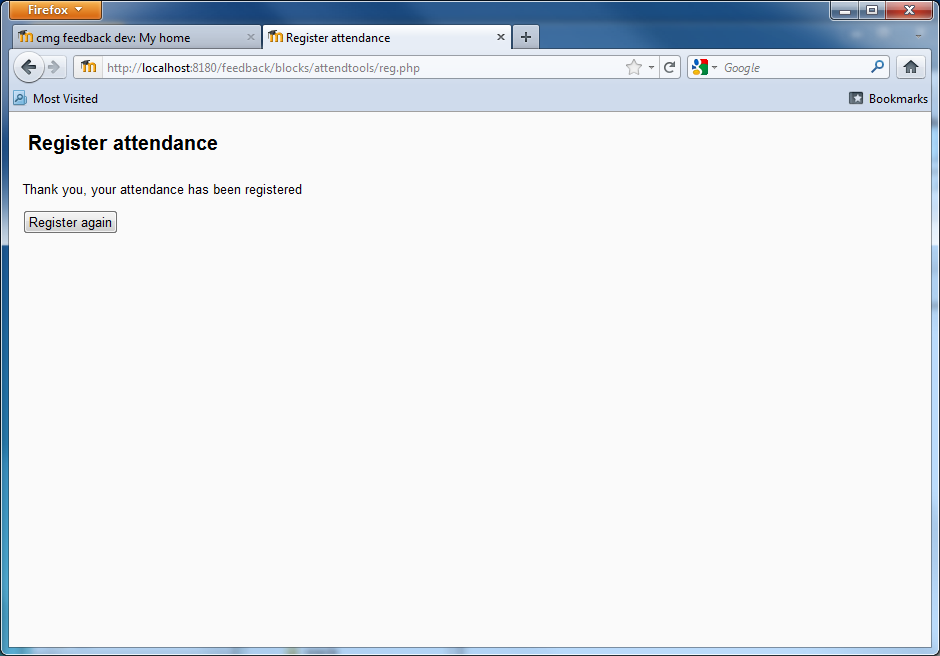 Firefox
cmg feedback dev: My home
Register attendance
http://localhost:8180/feedback/blocks/attendtools/reg.php
Google
Most Visited
Bookmarks
Register attendance
Thank you, your attendance has been registered
Register again